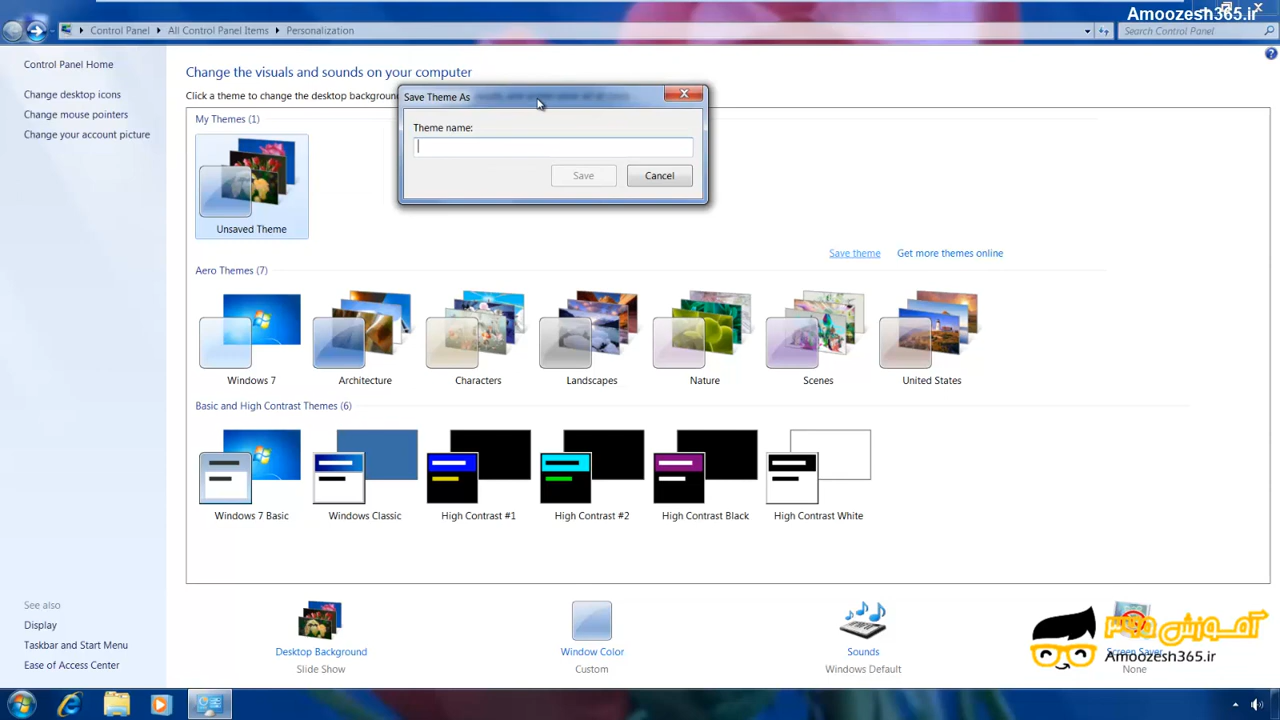 Amoozesh365.ir
Control Panel
All Control Panel Items
Personalization
Search Control Panel
Control Panel Home
Change desktop icons
Change mouse pointers
Change your account picture
Change the visuals and sounds on your computer
Click a theme to change the desktop backgroun
Save Theme As
Theme name:
Save
Cancel
My Themes (1)
Unsaved Theme
Save theme
Get more themes online
Aero Themes (7)
Windows 7
Architecture
Characters
Landscapes
Nature
Scenes
United States
Basic and High Contrast Themes (6)
Windows 7 Basic
Windows Classic
High Contrast #1
High Contrast #2
High Contrast Black
High Contrast White
See also
Display
Taskbar and Start Menu
Ease of Access Center
Desktop Background
Slide Show
Window Color
Custom
Sounds
Windows Default
Screen Saver
None
آموزش ۳۶۵
Amoozesh365.ir